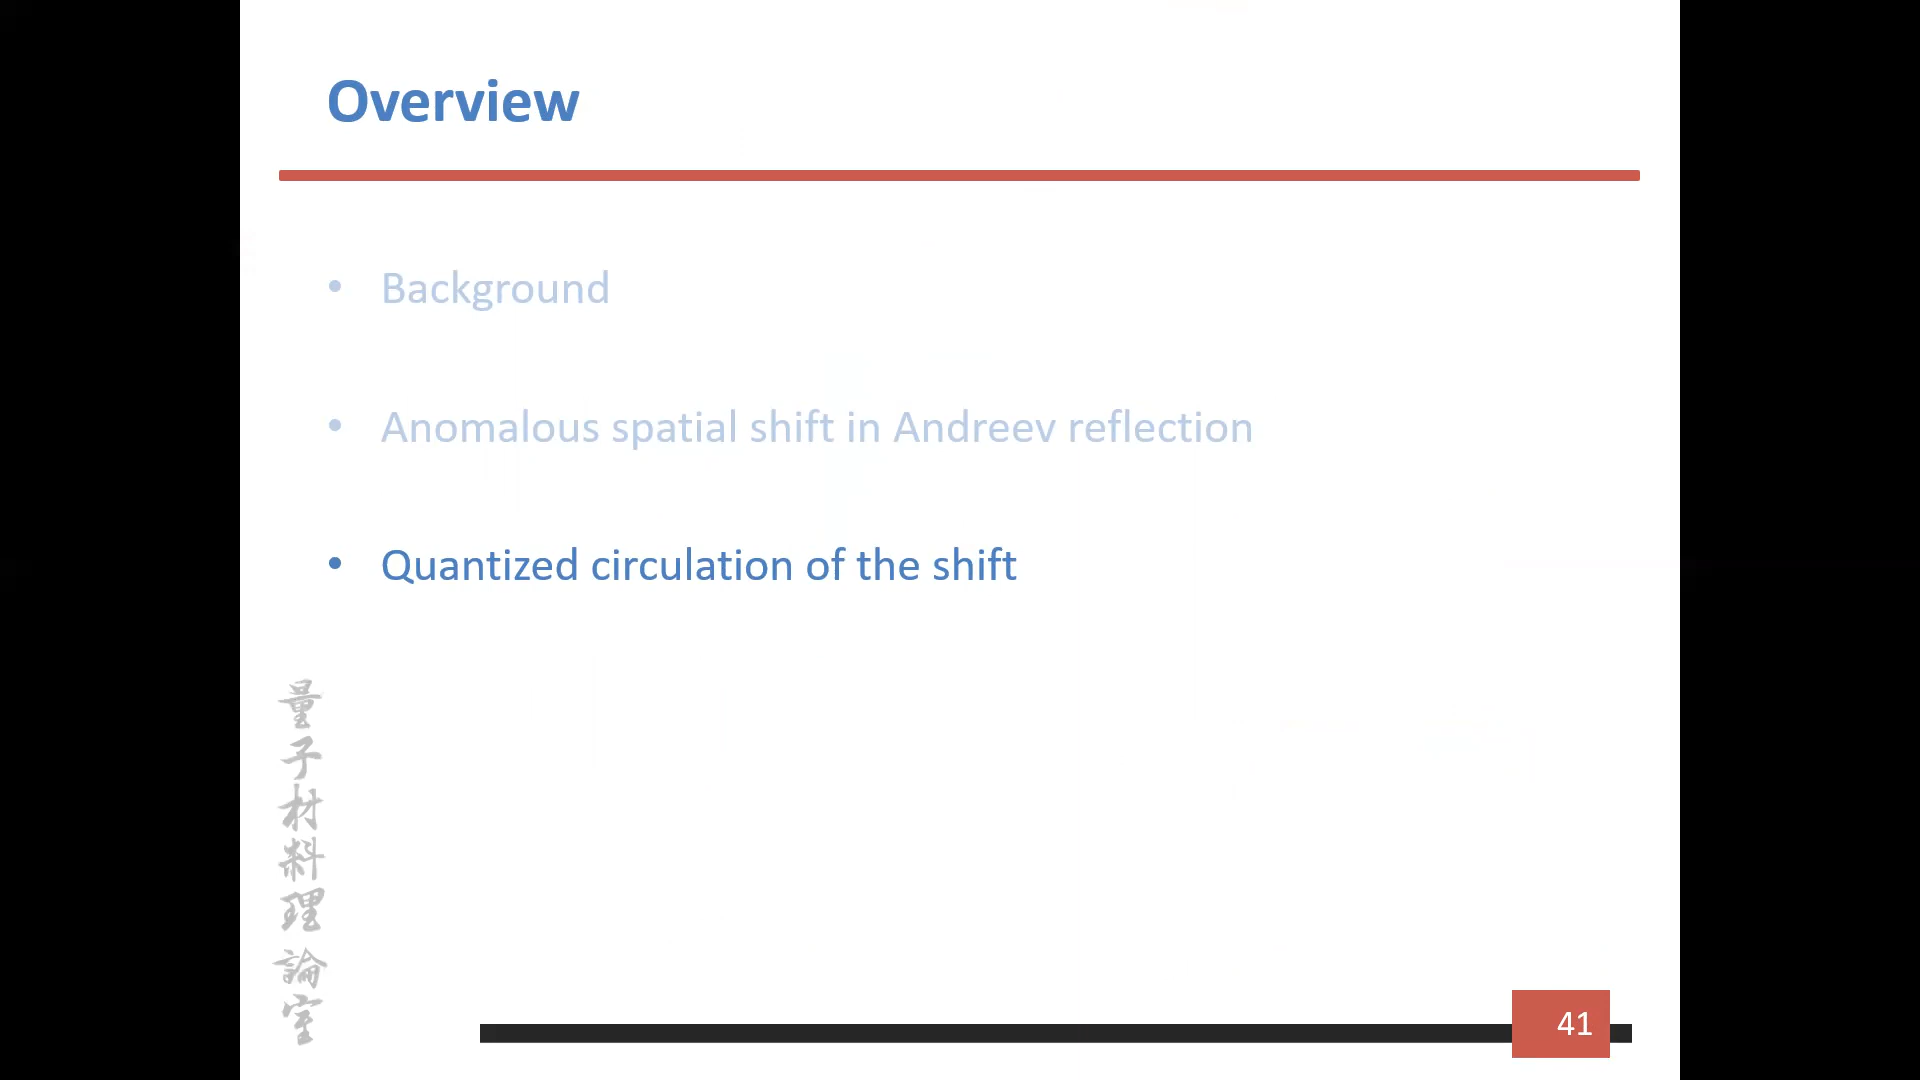 Overview
• Background
• Anomalous spatial shift in Andreev reflection
• Quantized circulation of the shift
量子材料理論室
41